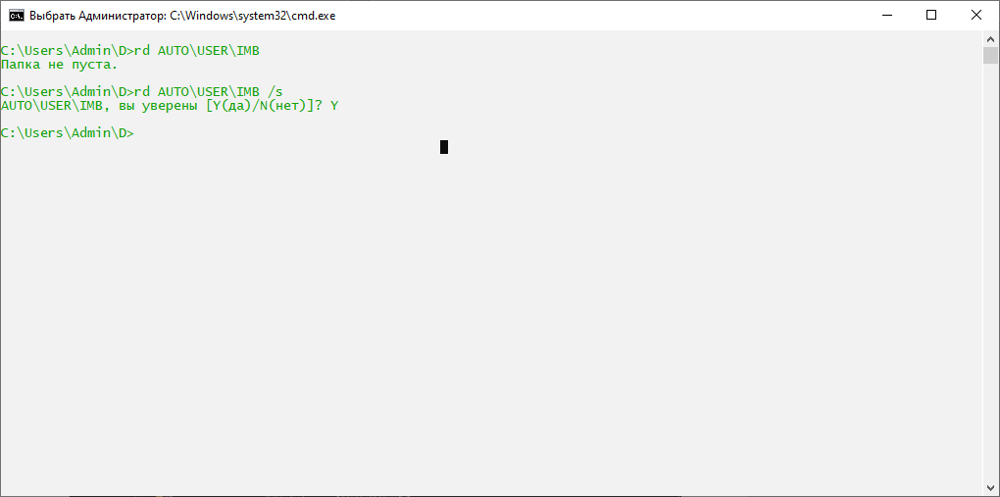 Выбрать Администратор: C:\Windows\system32\cmd.exe
C:\Users\Admin\D>rd AUTO\USER\IMB
Папка не пуста.
C:\Users\Admin\D>rd AUTO\USER\IMB /s
AUTO\USER\IMB, вы уверены [Y(да)/N(нет)]? Y
C:\Users\Admin\D>